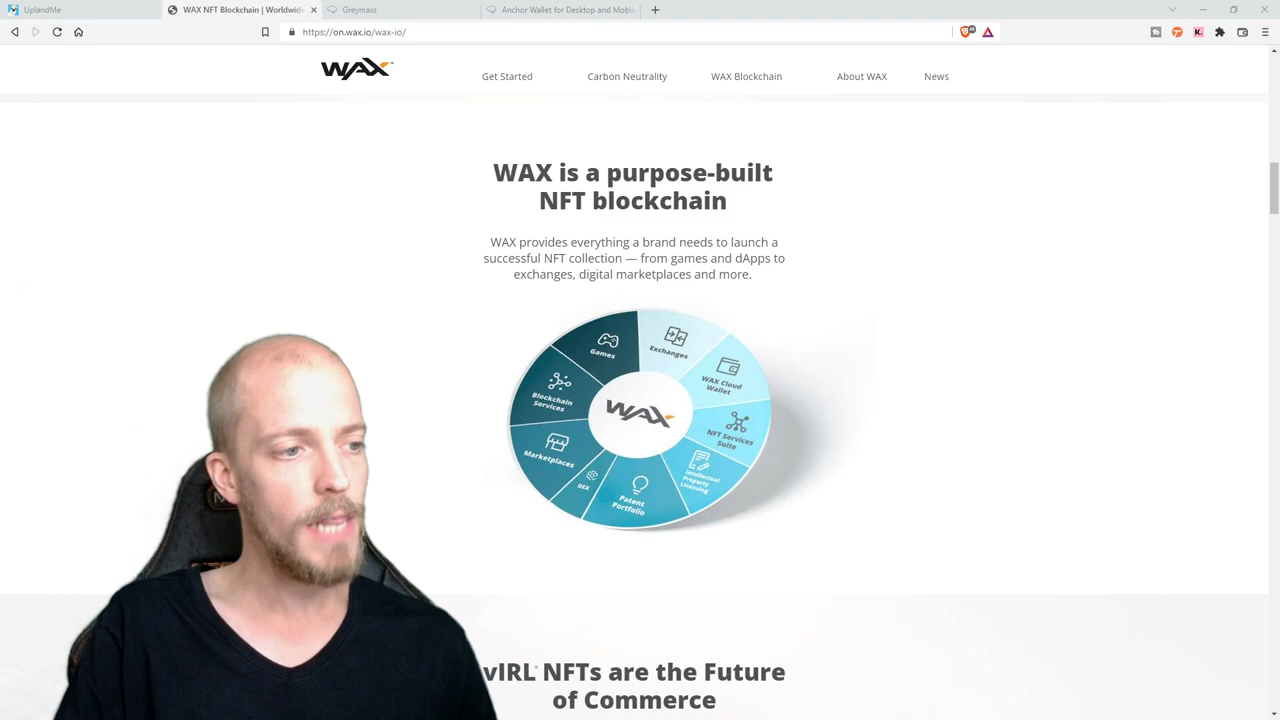 UplandMe
WAX NFT Blockchain | Worldwide
Greymass
Anchor Wallet for Desktop and Mobil
https://on.wax.io/wax-io/
WAX
Get Started
Carbon Neutrality
WAX Blockchain
About WAX
News
WAX is a purpose-built
NFT blockchain
WAX provides everything a brand needs to launch a
successful NFT collection — from games and dApps to
exchanges, digital marketplaces and more.
Games
Exchanges
WAX Cloud
Wallet
Blockchain
Services
WAX
NFT Services
Suite
Marketplaces
DEX
Patent
Portfolio
Intellectual
Property
Licensing
vIRL NFTs are the Future
of Commerce